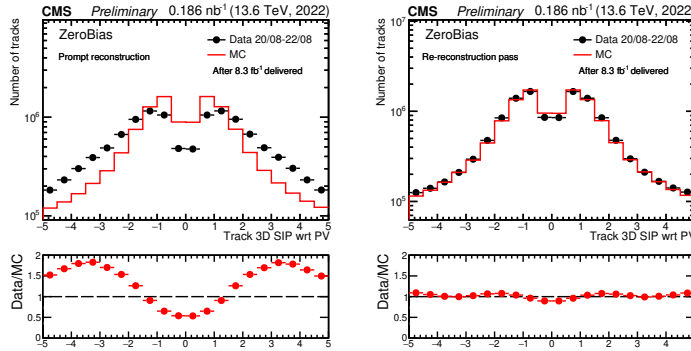 CMS Preliminary 0.186 nb⁻¹ (13.6 TeV, 2022)
Number of tracks
ZeroBias
Prompt reconstruction
Data 20/08-22/08
MC
After 8.3 fb⁻¹ delivered
10⁶
10⁵
−5 −4 −3 −2 −1 0 1 2 3 4 5
Track 3D SIP wrt PV
Data/MC
2
1.5
1
0.5
0
−5 −4 −3 −2 −1 0 1 2 3 4 5
CMS Preliminary 0.186 nb⁻¹ (13.6 TeV, 2022)
Number of tracks
10⁷
ZeroBias
Re-reconstruction pass
Data 20/08-22/08
MC
After 8.3 fb⁻¹ delivered
10⁶
10⁵
−5 −4 −3 −2 −1 0 1 2 3 4 5
Track 3D SIP wrt PV
Data/MC
2
1.5
1
0.5
0
−5 −4 −3 −2 −1 0 1 2 3 4 5